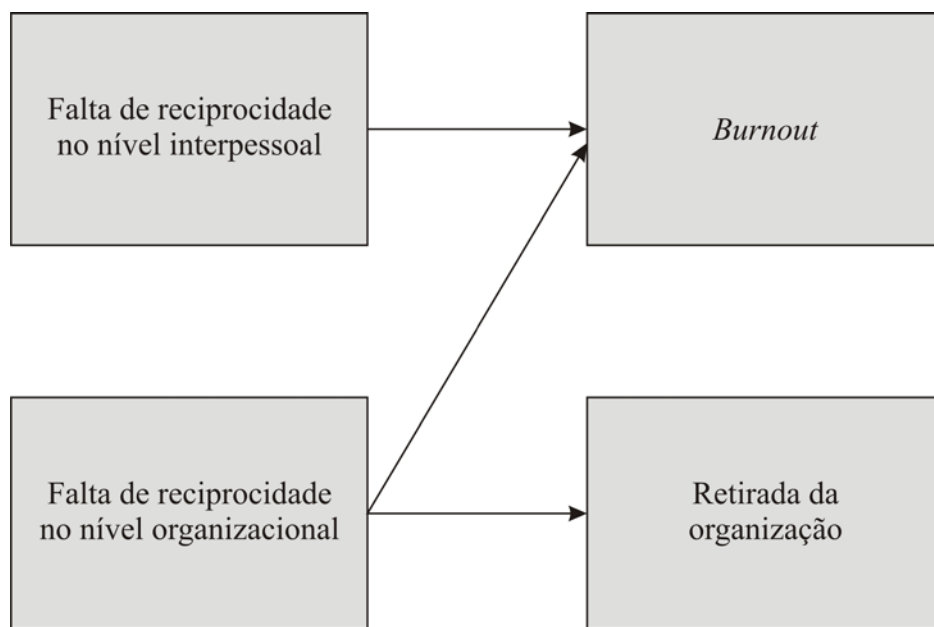 Falta de reciprocidade
no nível interpessoal
Burnout
Falta de reciprocidade
no nível organizacional
Retirada da
organização